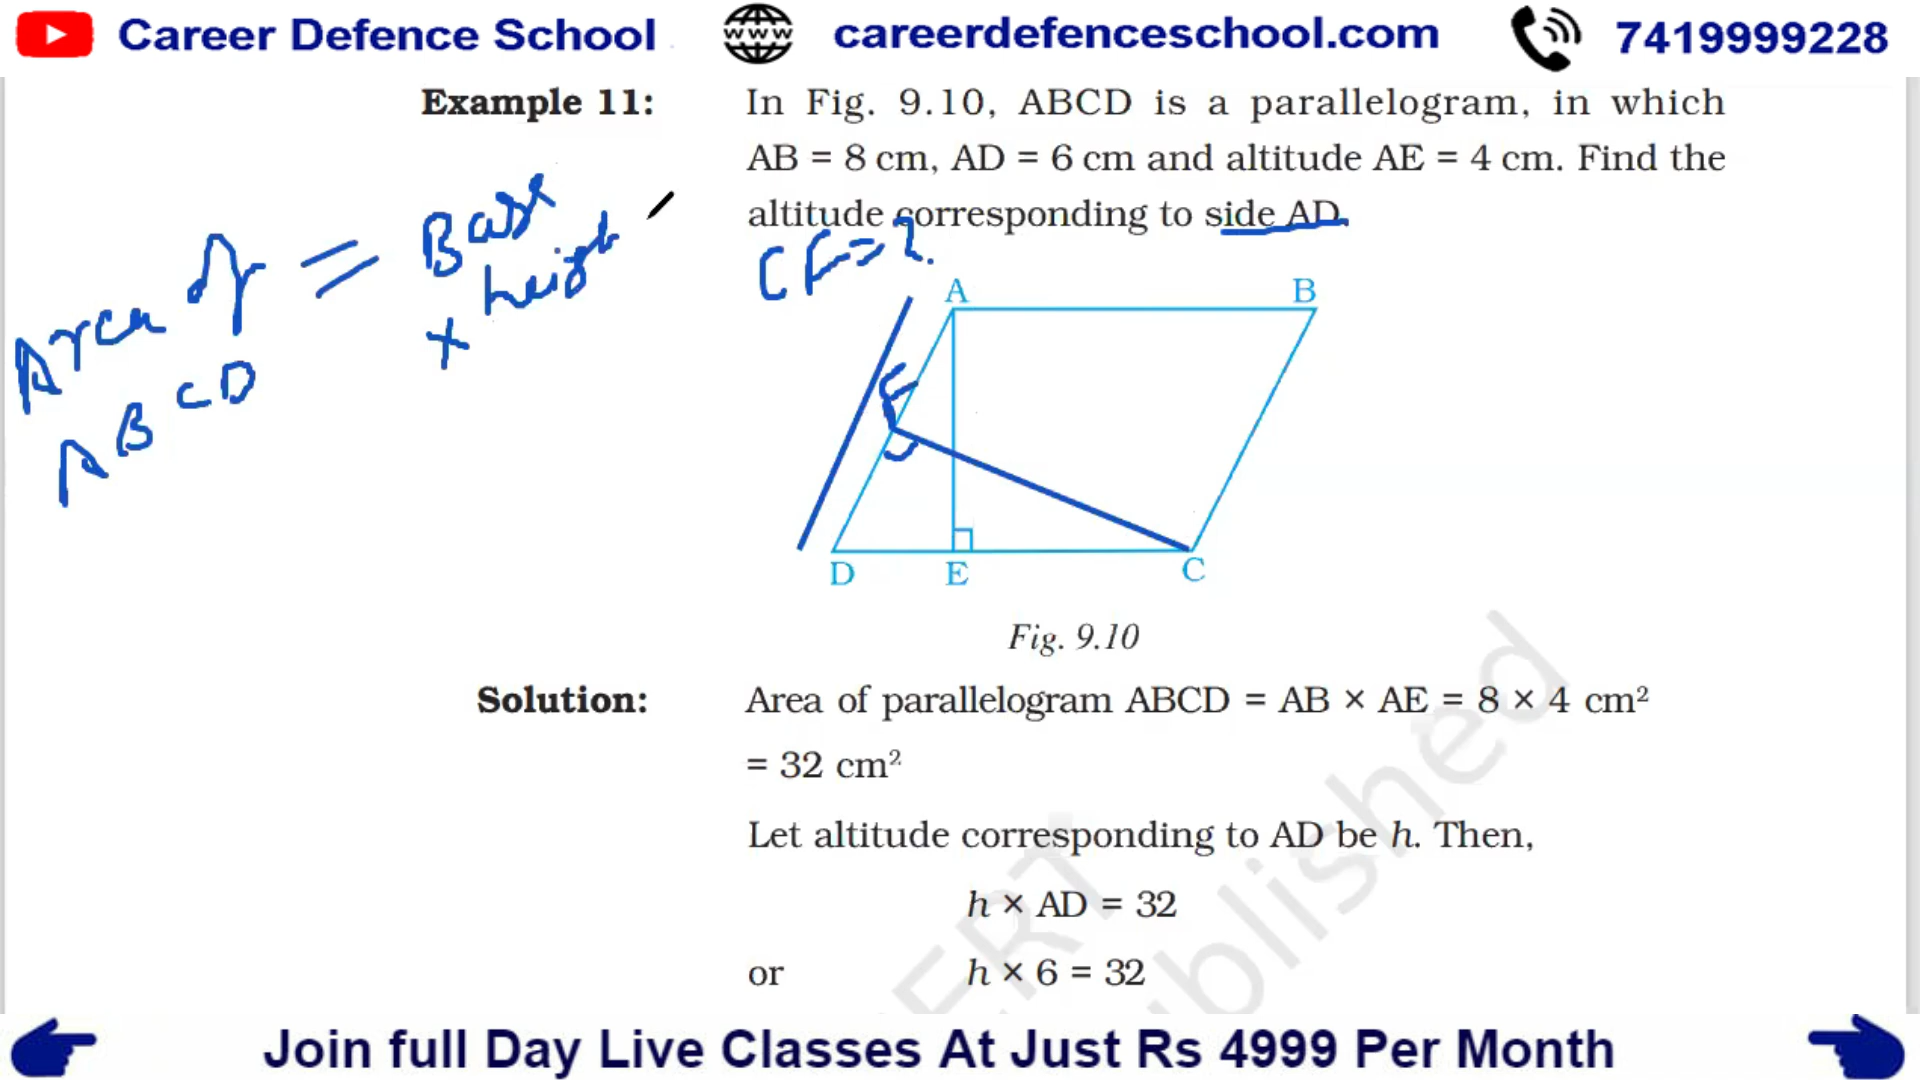 Career Defence School
www
careerdefenceschool.com
7419999228
Example 11:
In Fig. 9.10, ABCD is a parallelogram, in which
AB = 8 cm, AD = 6 cm and altitude AE = 4 cm. Find the
altitude corresponding to side AD.
Area of = Base
× height
ABCD
CF = ?
A
B
F
D
E
C
Fig. 9.10
Solution:
Area of parallelogram ABCD = AB × AE = 8 × 4 cm²
= 32 cm²
Let altitude corresponding to AD be h. Then,
h × AD = 32
or h × 6 = 32
Join full Day Live Classes At Just Rs 4999 Per Month